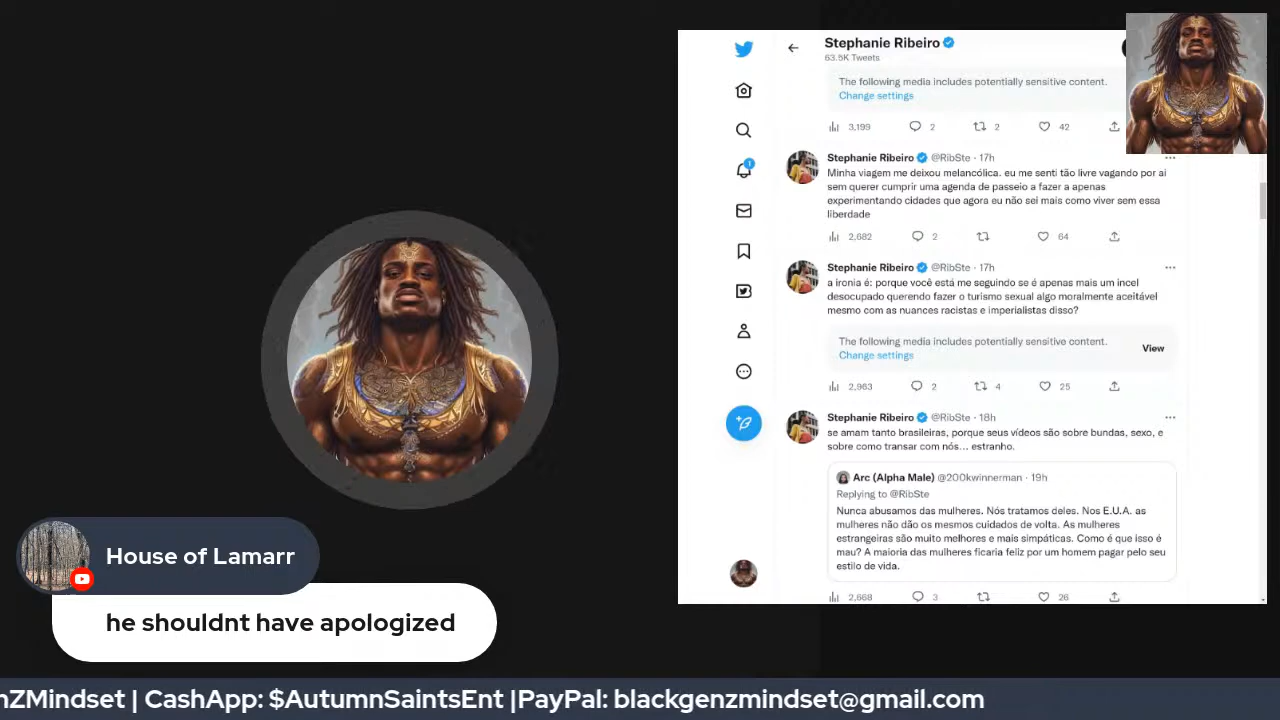 Stephanie Ribeiro
63.5K Tweets
The following media includes potentially sensitive content.
Change settings
3,199 2 2 42
Stephanie Ribeiro @RibSte · 17h
Minha viagem me deixou melancólica. eu me senti tão livre vagando por ai
sem querer cumprir uma agenda de passeio a fazer a apenas
experimentando cidades que agora eu não sei mais como viver sem essa
liberdade
2,682 2 64
Stephanie Ribeiro @RibSte · 17h
a ironia é: porque você está me seguindo se é apenas mais um incel
desocupado querendo fazer o turismo sexual algo moralmente aceitável
mesmo com as nuances racistas e imperialistas disso?
The following media includes potentially sensitive content.
Change settings
View
2,963 2 4 25
Stephanie Ribeiro @RibSte · 18h
se amam tanto brasileiras, porque seus vídeos são sobre bundas, sexo, e
sobre como transar com nós... estranho.
Arc (Alpha Male) @200kwinnerman · 19h
Replying to @RibSte
Nunca abusamos das mulheres. Nós tratamos deles. Nos E.U.A. as
mulheres não dão os mesmos cuidados de volta. As mulheres
estrangeiras são muito melhores e mais simpáticas. Como é que isso é
mau? A maioria das mulheres ficaria feliz por um homem pagar pelo seu
estilo de vida.
2,668 3 26
1
House of Lamarr
he shouldnt have apologized
nZMindset | CashApp: $AutumnSaintsEnt |PayPal: blackgenzmindset@gmail.com